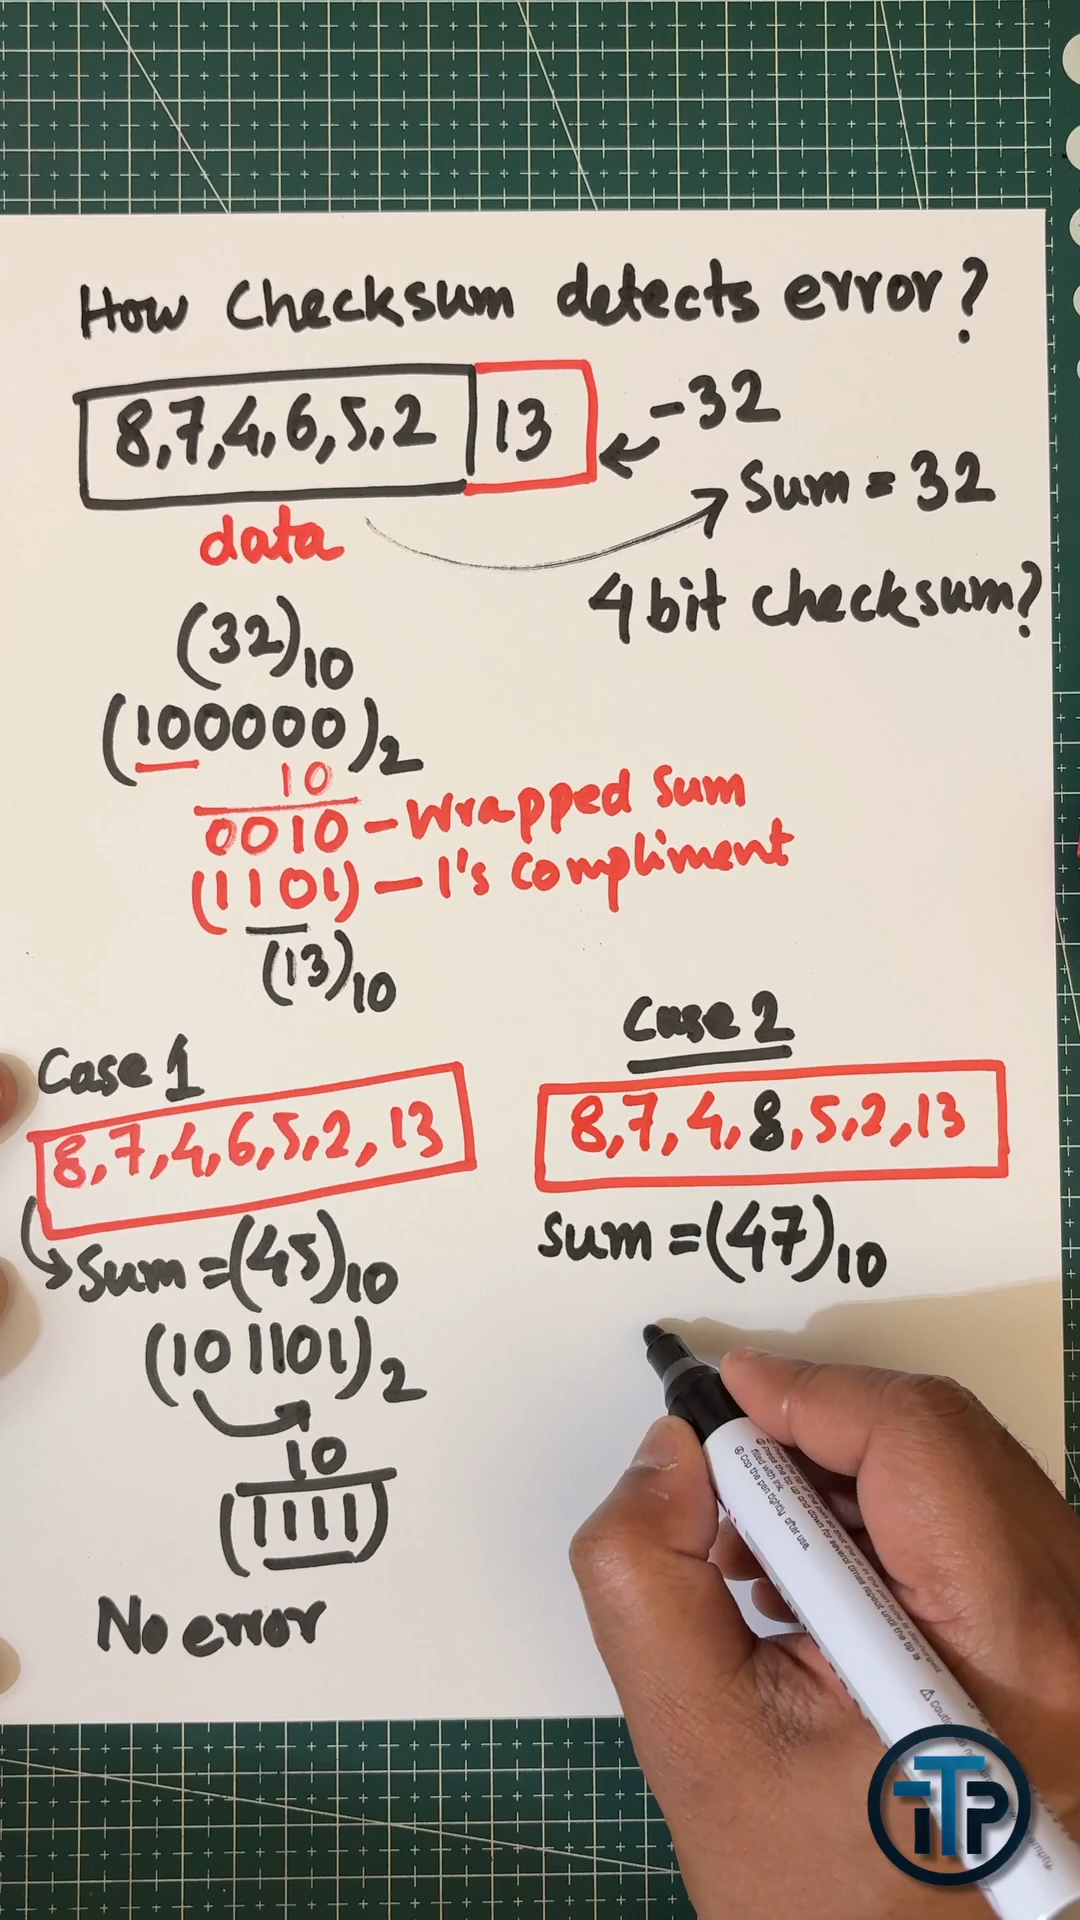 How Checksum detects error?
8,7,4,6,5,2 13 -32
Sum = 32
data
4 bit checksum?
(32)10
(100000)2
10
0010 - Wrapped Sum
(1101) - 1's compliment
(13)10
Case 1
8,7,4,6,5,2,13
Sum = (45)10
(101101)2
10
(1111)
No error
Case 2
8,7,4,8,5,2,13
Sum = (47)10
TTP